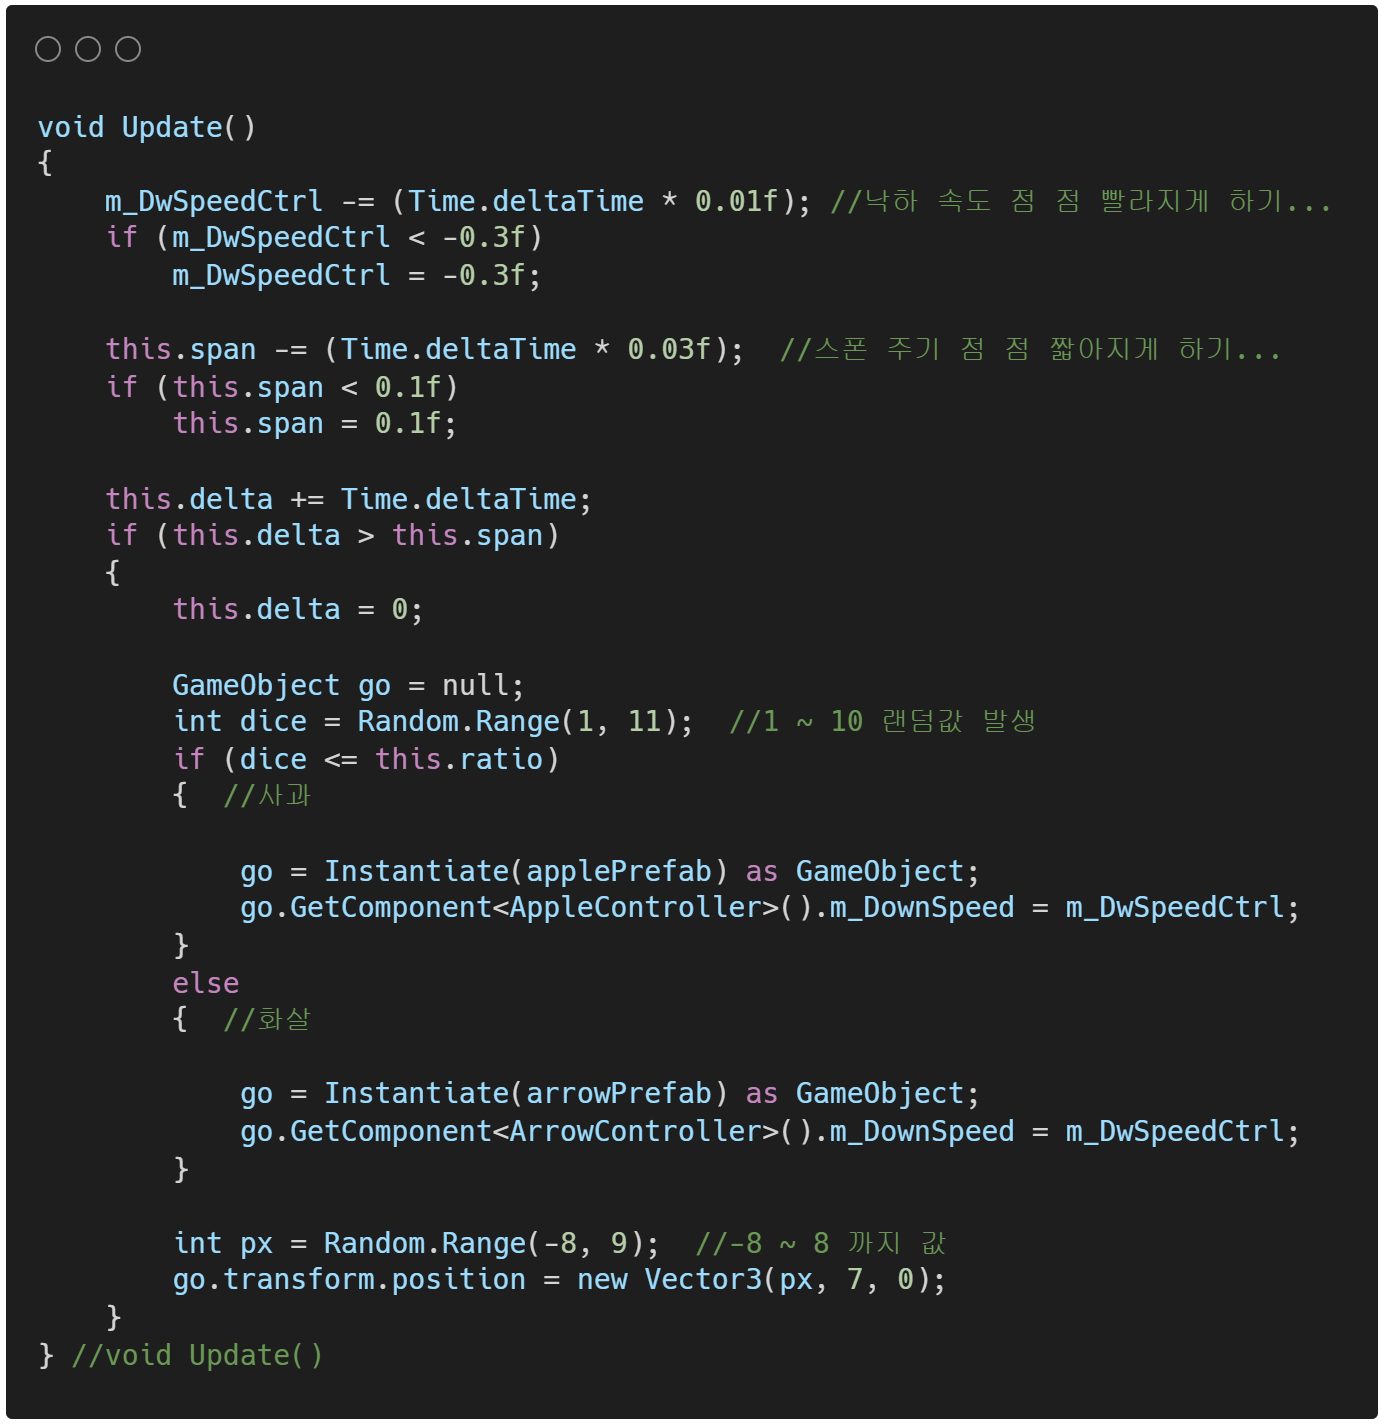 void Update()
{
    m_DwSpeedCtrl -= (Time.deltaTime * 0.01f); //낙하 속도 점 점 빨라지게 하기...
    if (m_DwSpeedCtrl < -0.3f)
        m_DwSpeedCtrl = -0.3f;

    this.span -= (Time.deltaTime * 0.03f);  //스폰 주기 점 점 짧아지게 하기...
    if (this.span < 0.1f)
        this.span = 0.1f;

    this.delta += Time.deltaTime;
    if (this.delta > this.span)
    {
        this.delta = 0;

        GameObject go = null;
        int dice = Random.Range(1, 11);  //1 ~ 10 랜덤값 발생
        if (dice <= this.ratio)
        {  //사과

            go = Instantiate(applePrefab) as GameObject;
            go.GetComponent<AppleController>().m_DownSpeed = m_DwSpeedCtrl;
        }
        else
        {  //화살

            go = Instantiate(arrowPrefab) as GameObject;
            go.GetComponent<ArrowController>().m_DownSpeed = m_DwSpeedCtrl;
        }

        int px = Random.Range(-8, 9);  //-8 ~ 8 까지 값
        go.transform.position = new Vector3(px, 7, 0);
    }
} //void Update()